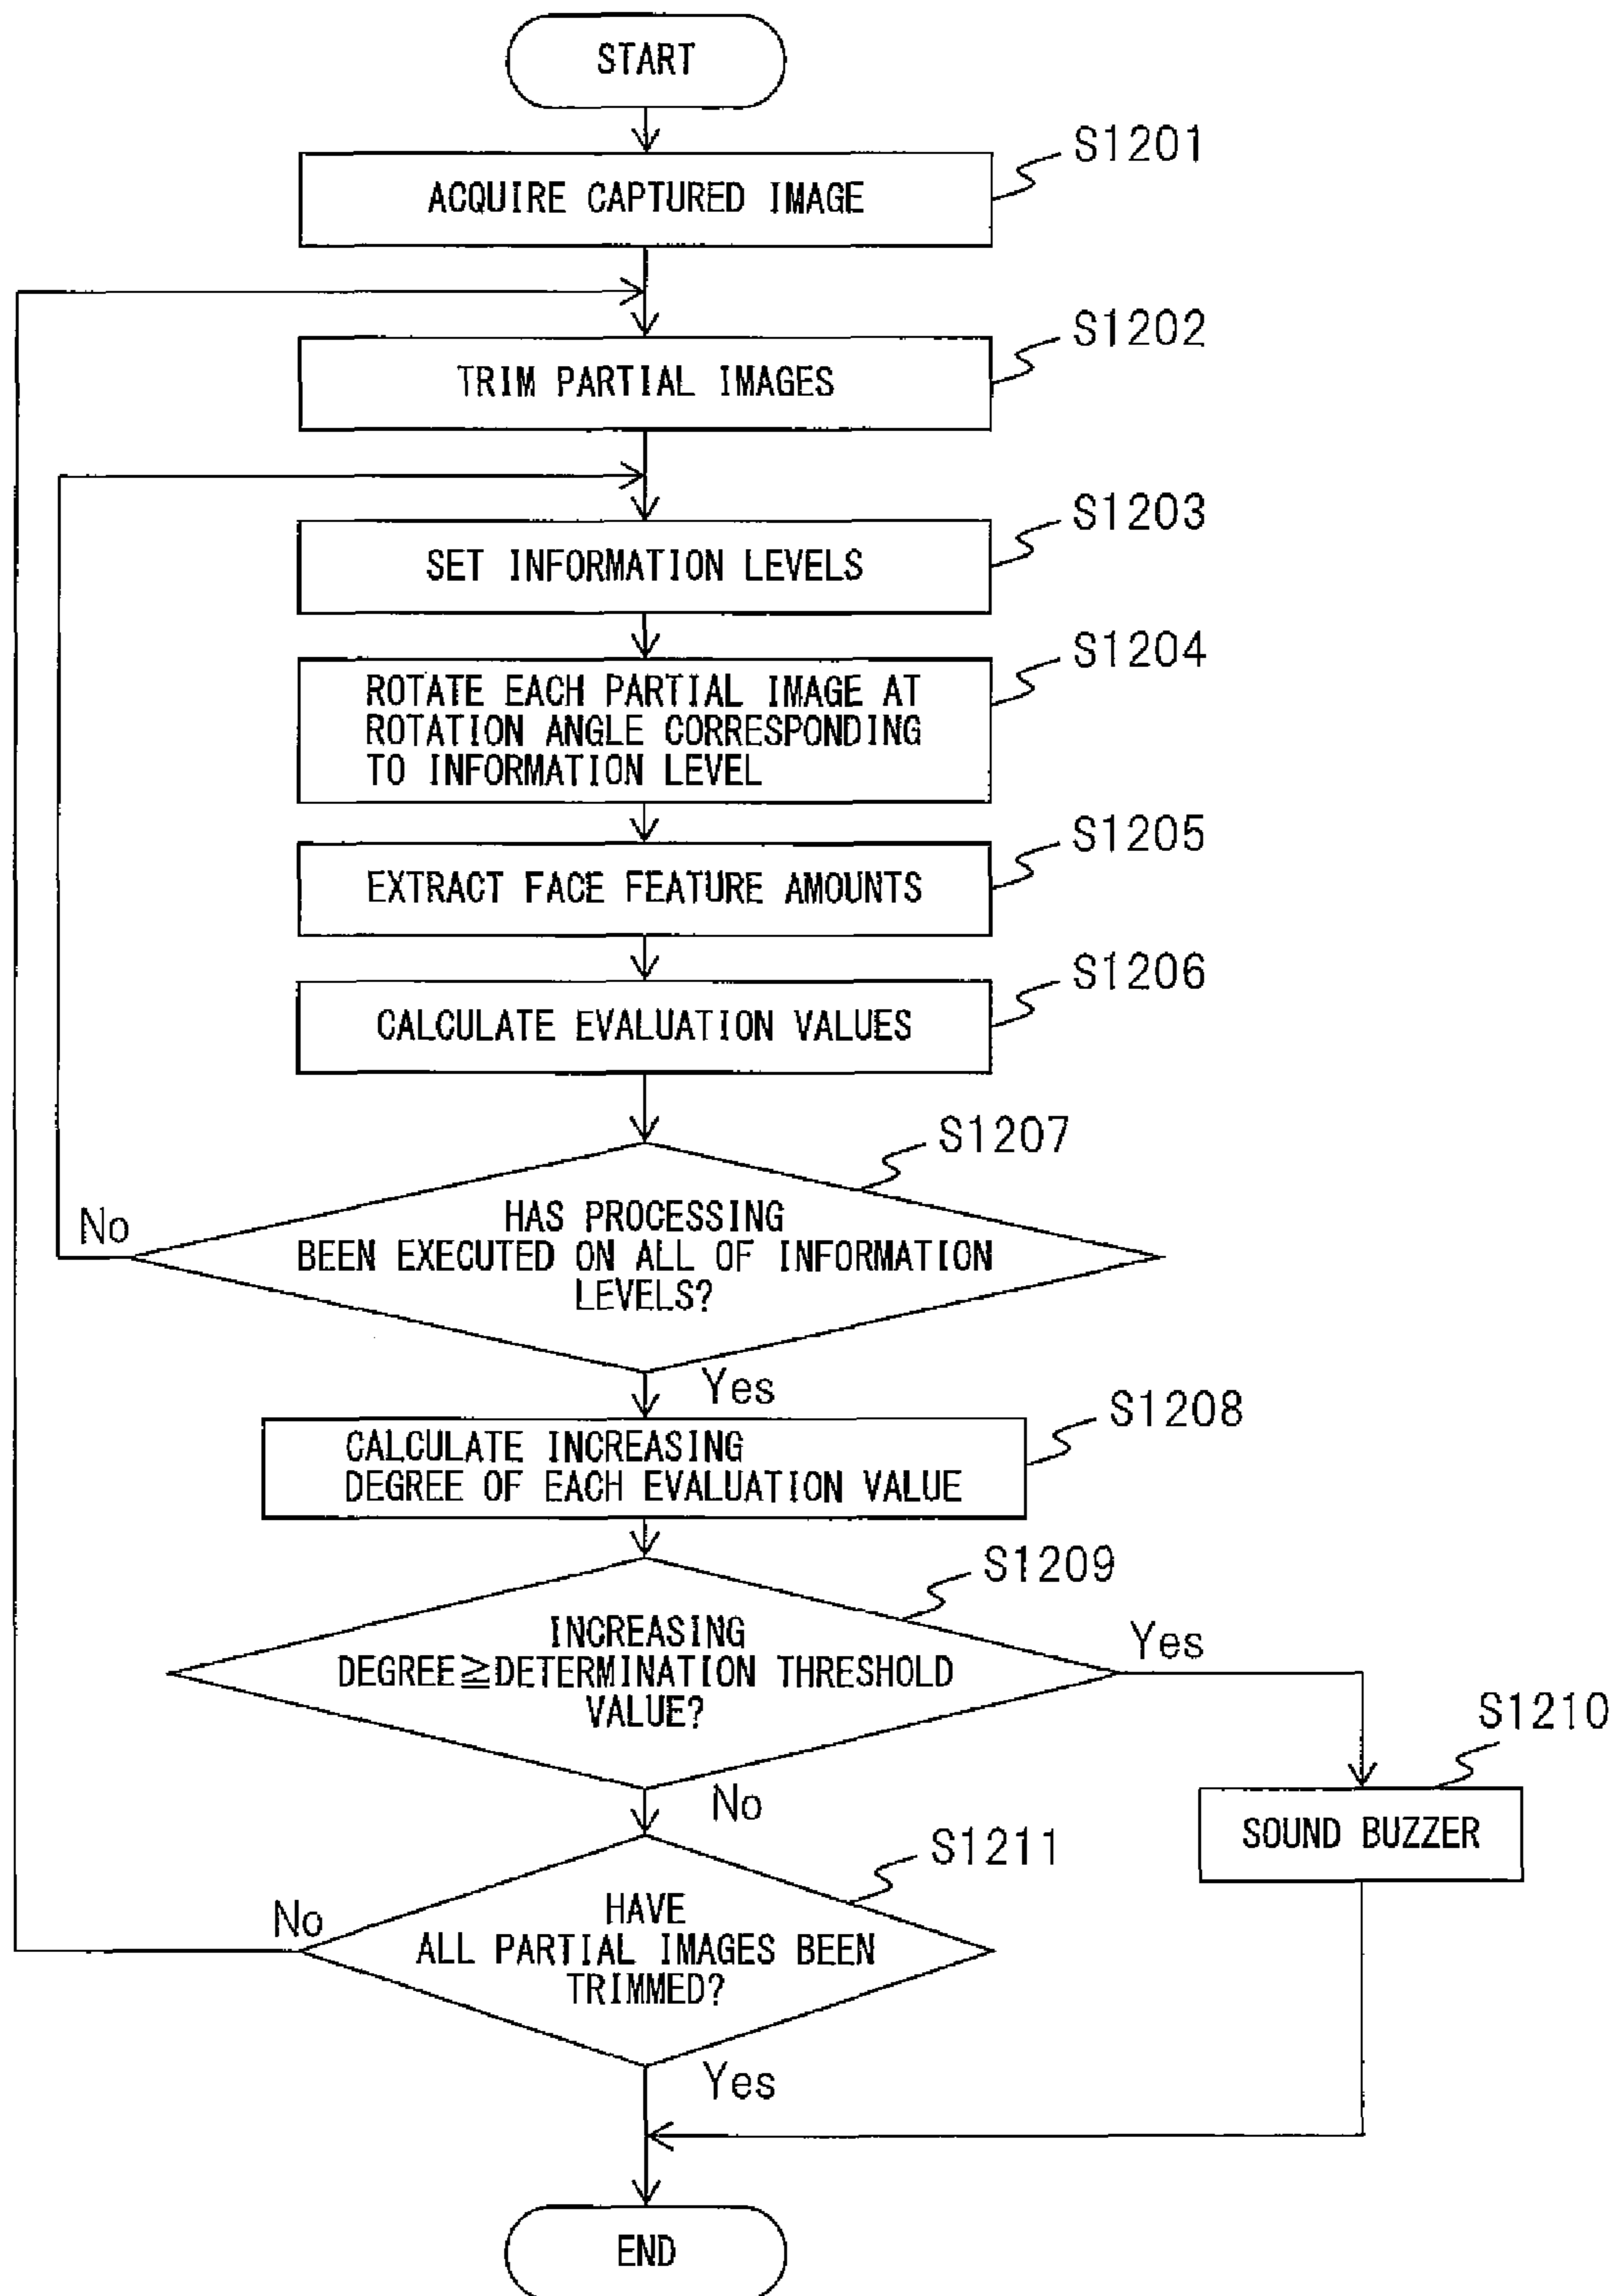 START
S1201
ACQUIRE CAPTURED IMAGE
S1202
TRIM PARTIAL IMAGES
S1203
SET INFORMATION LEVELS
S1204
ROTATE EACH PARTIAL IMAGE AT
ROTATION ANGLE CORRESPONDING
TO INFORMATION LEVEL
S1205
EXTRACT FACE FEATURE AMOUNTS
S1206
CALCULATE EVALUATION VALUES
S1207
No
HAS PROCESSING
BEEN EXECUTED ON ALL OF INFORMATION
LEVELS?
Yes
S1208
CALCULATE INCREASING
DEGREE OF EACH EVALUATION VALUE
S1209
INCREASING
DEGREE≧DETERMINATION THRESHOLD
VALUE?
Yes
S1210
SOUND BUZZER
No
S1211
No
HAVE
ALL PARTIAL IMAGES BEEN
TRIMMED?
Yes
END